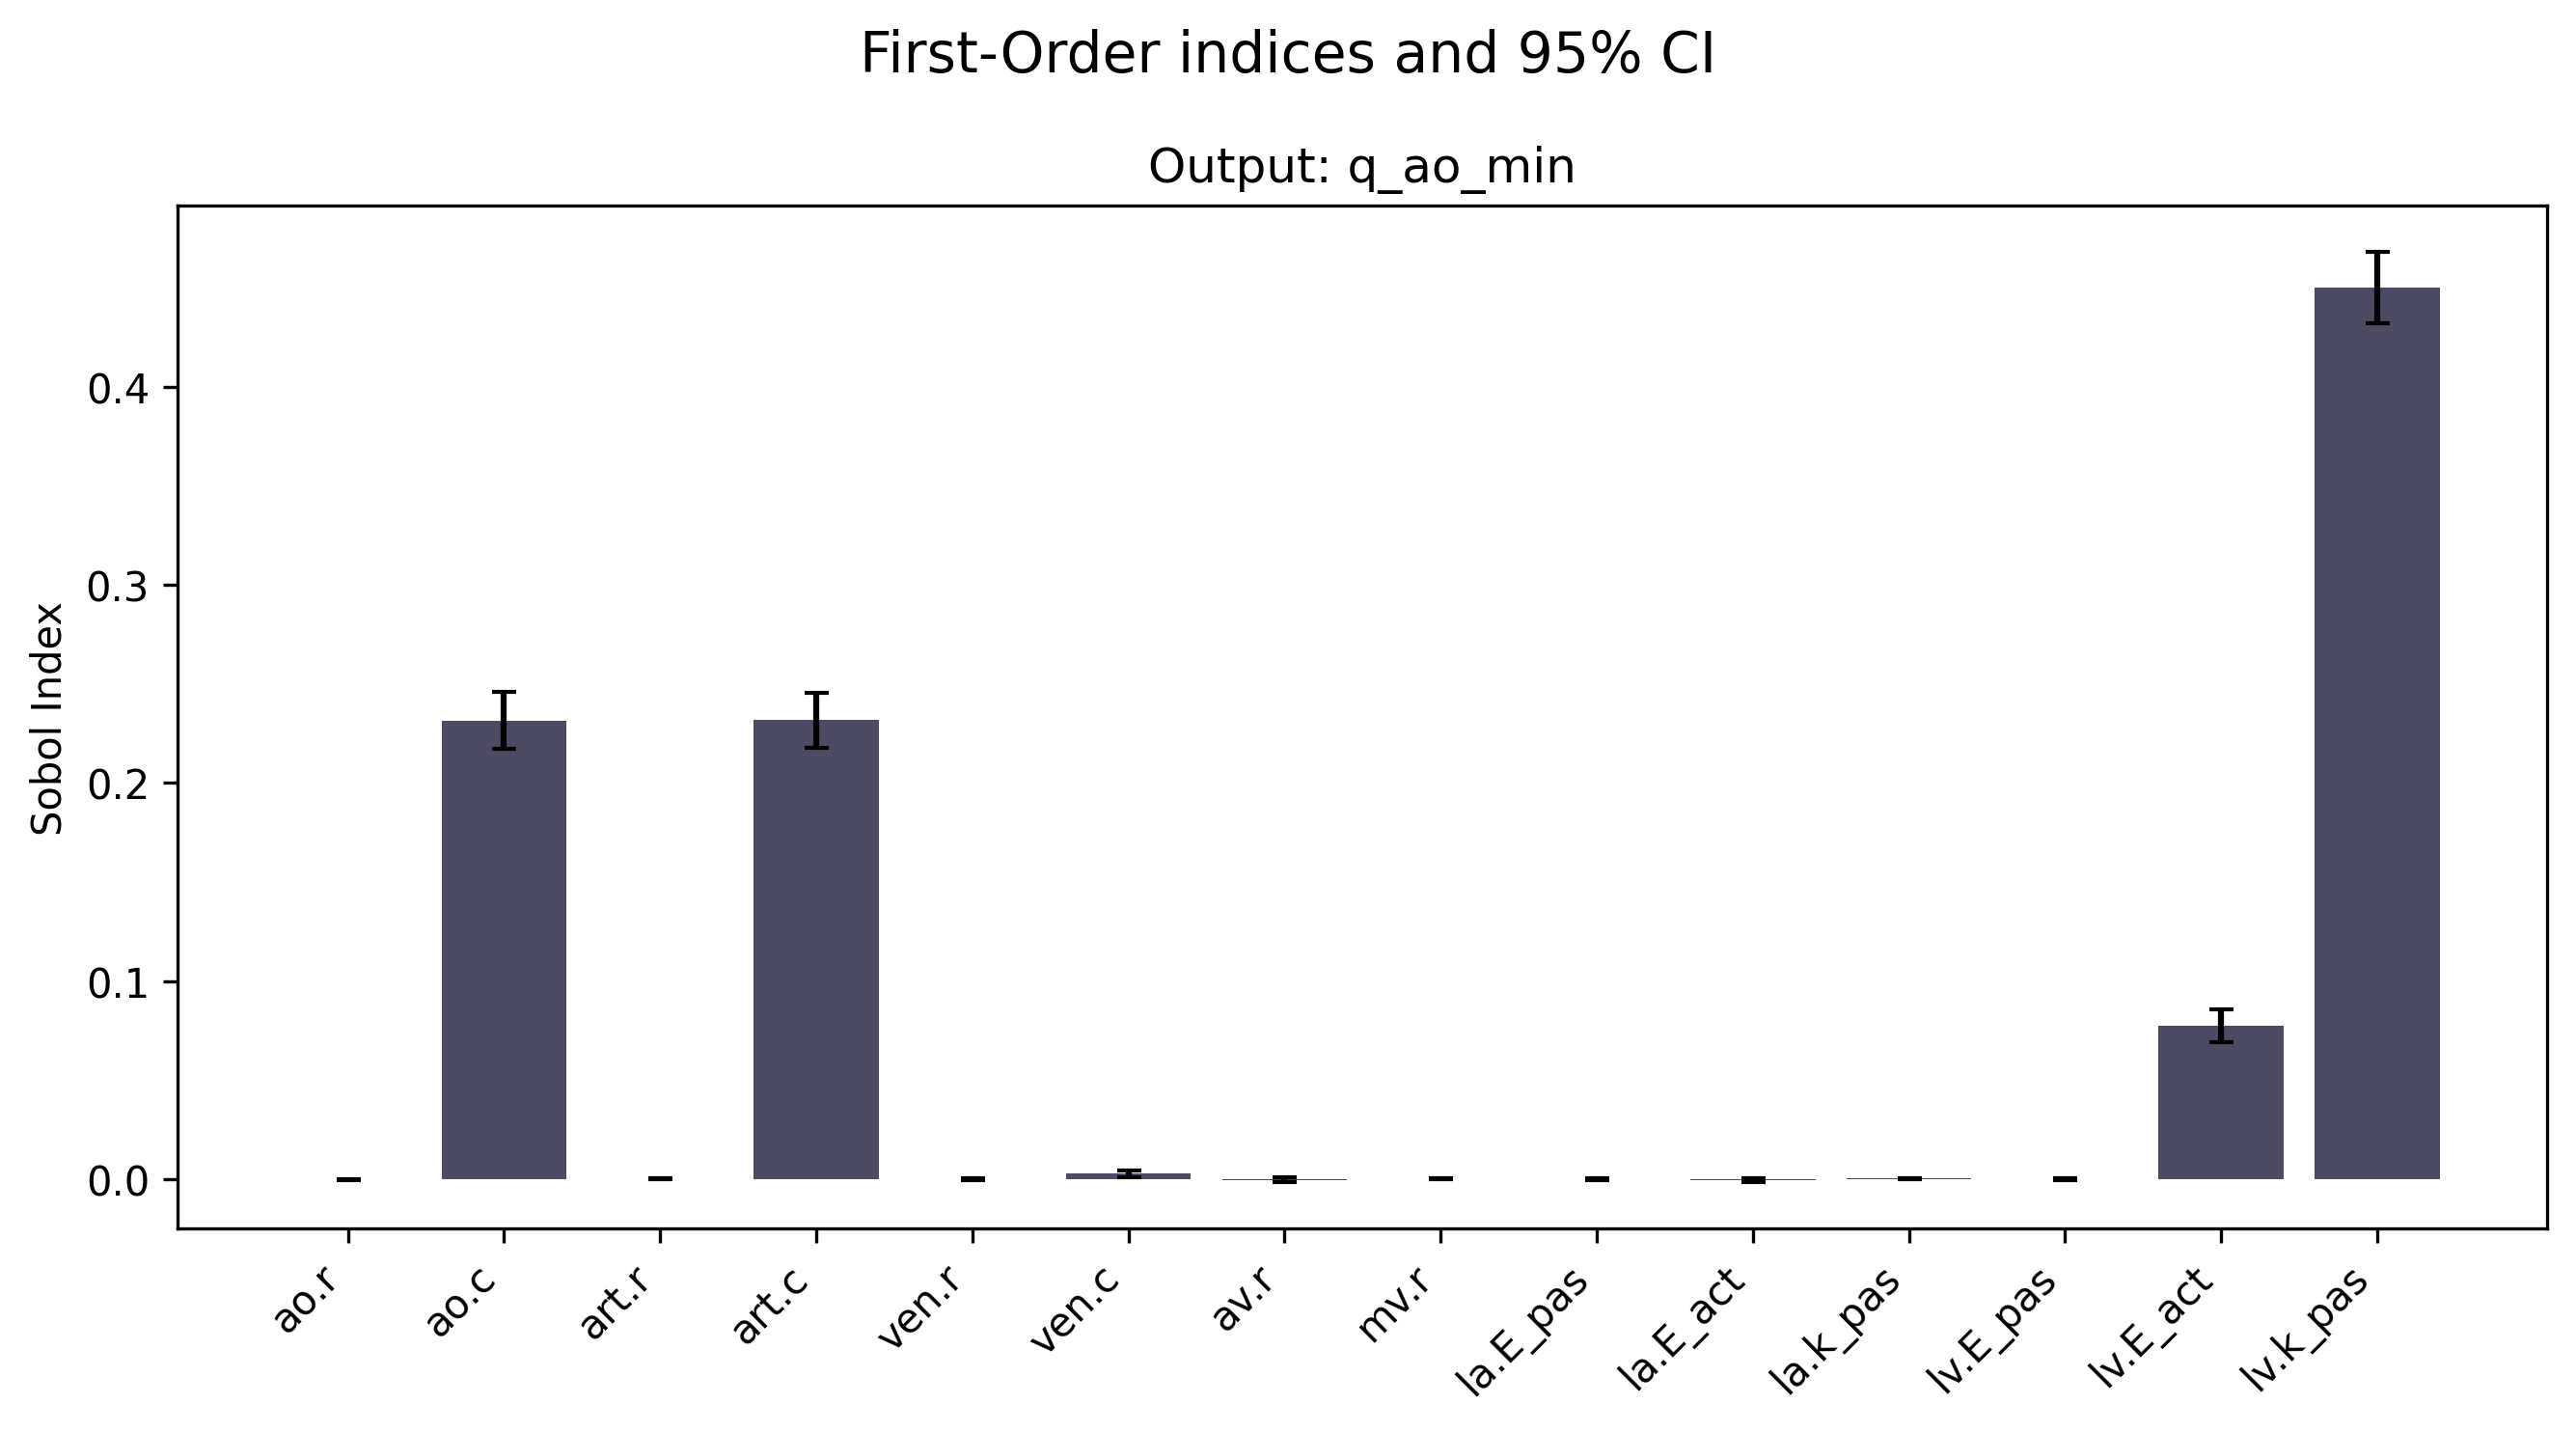 First-Order indices and 95% CI
Output: q_ao_min
Sobol Index
0.4
0.3
0.2
0.1
0.0
ao.r
ao.c
art.r
art.c
ven.r
ven.c
av.r
mv.r
la.E_pas
la.E_act
la.k_pas
lv.E_pas
lv.E_act
lv.k_pas